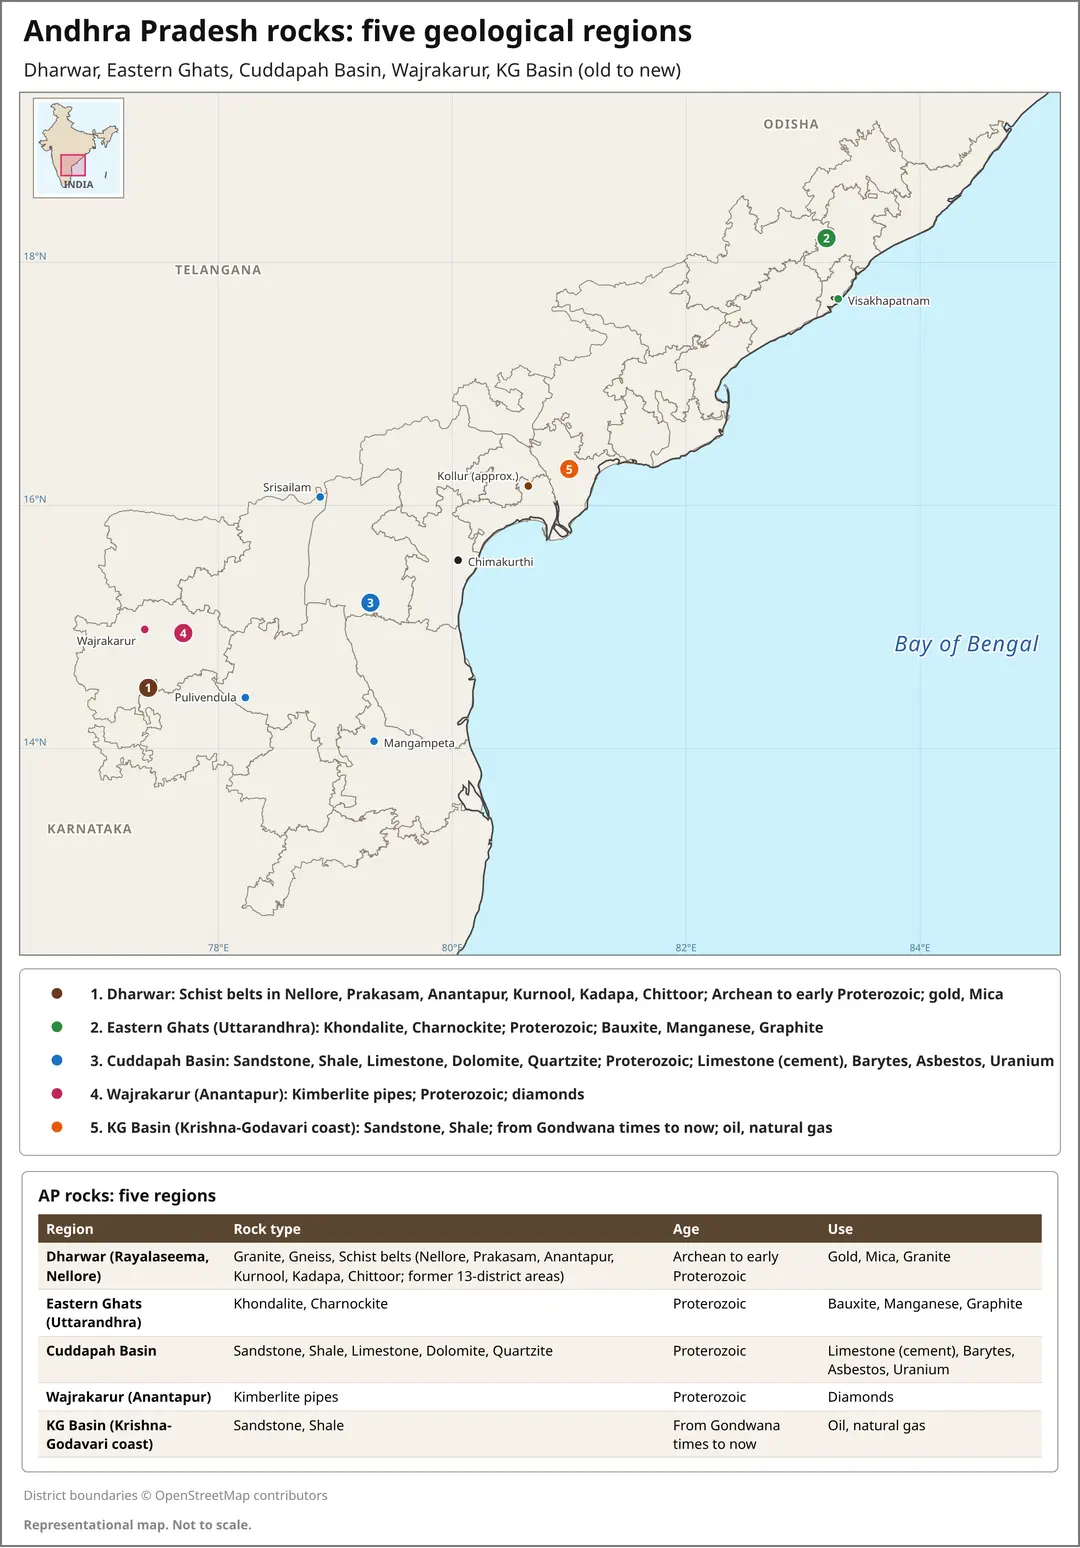 Andhra Pradesh rocks: five geological regions
Dharwar, Eastern Ghats, Cuddapah Basin, Wajrakarur, KG Basin (old to new)
INDIA
ODISHA
TELANGANA
18°N
2
Visakhapatnam
5
Kollur (approx.)
Srisailam
16°N
Chimakurthi
3
4
Wajrakarur
Bay of Bengal
1
Pulivendula
14°N
Mangampeta
KARNATAKA
78°E
80°E
82°E
84°E
1. Dharwar: Schist belts in Nellore, Prakasam, Anantapur, Kurnool, Kadapa, Chittoor; Archean to early Proterozoic; gold, Mica
2. Eastern Ghats (Uttarandhra): Khondalite, Charnockite; Proterozoic; Bauxite, Manganese, Graphite
3. Cuddapah Basin: Sandstone, Shale, Limestone, Dolomite, Quartzite; Proterozoic; Limestone (cement), Barytes, Asbestos, Uranium
4. Wajrakarur (Anantapur): Kimberlite pipes; Proterozoic; diamonds
5. KG Basin (Krishna-Godavari coast): Sandstone, Shale; from Gondwana times to now; oil, natural gas
AP rocks: five regions
Region Rock type Age Use
Dharwar (Rayalaseema, Granite, Gneiss, Schist belts (Nellore, Prakasam, Anantapur, Archean to early Gold, Mica, Granite
Nellore) Kurnool, Kadapa, Chittoor; former 13-district areas) Proterozoic
Eastern Ghats Khondalite, Charnockite Proterozoic Bauxite, Manganese, Graphite
(Uttarandhra)
Cuddapah Basin Sandstone, Shale, Limestone, Dolomite, Quartzite Proterozoic Limestone (cement), Barytes,
Asbestos, Uranium
Wajrakarur (Anantapur) Kimberlite pipes Proterozoic Diamonds
KG Basin (Krishna- Sandstone, Shale From Gondwana Oil, natural gas
Godavari coast) times to now
District boundaries © OpenStreetMap contributors
Representational map. Not to scale.